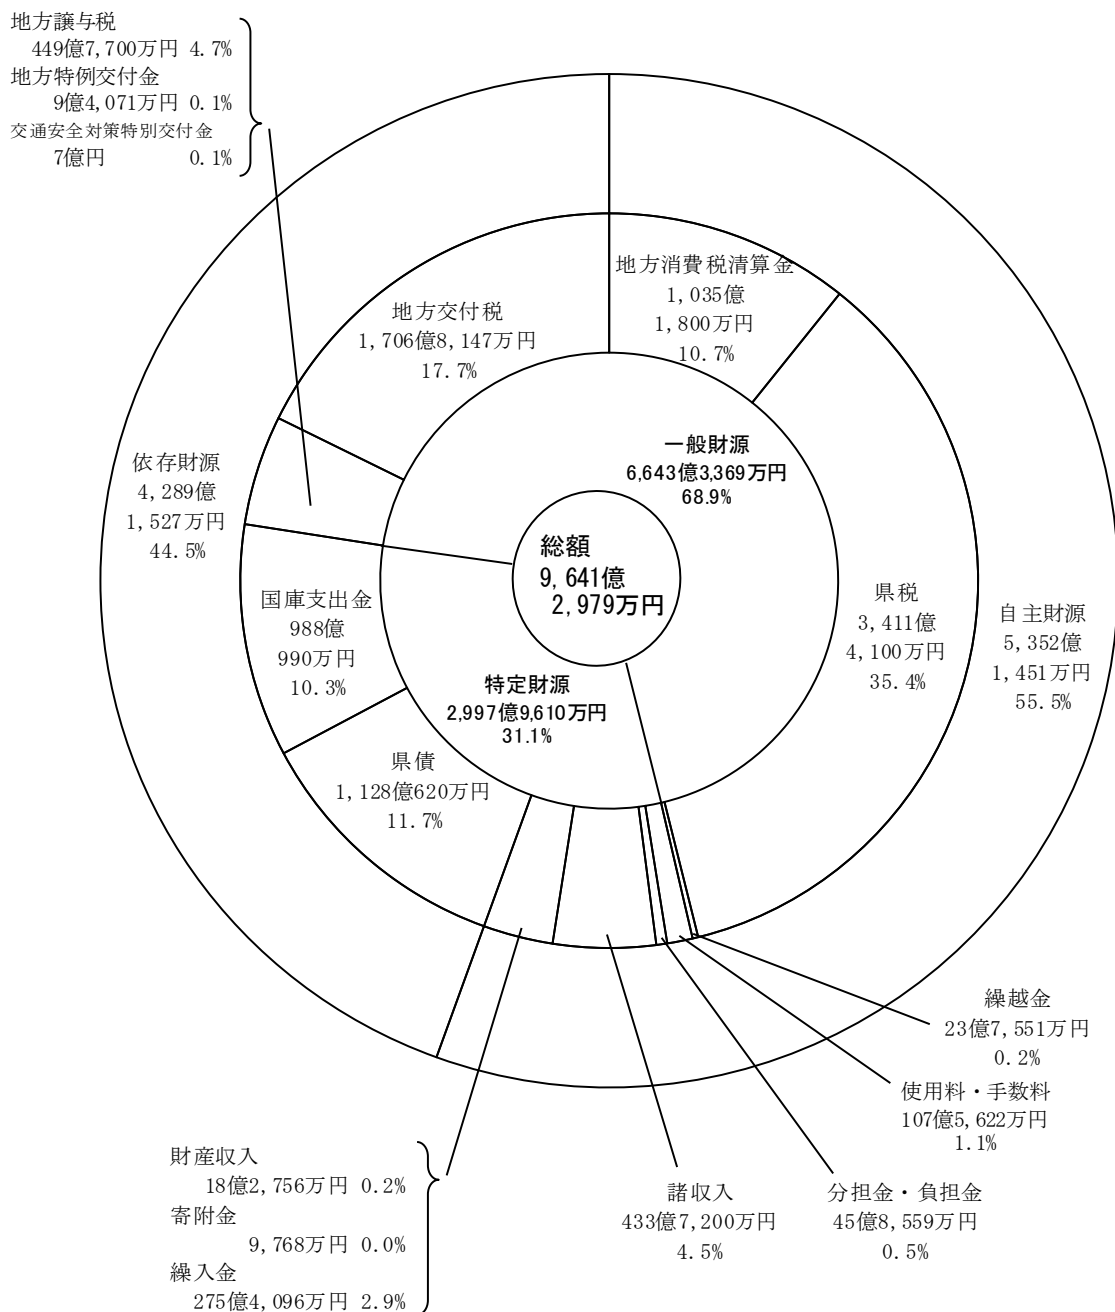 地方譲与税
449億7,700万円 4.7%
地方特例交付金
9億4,071万円 0.1%
交通安全対策特別交付金
7億円 0.1%
地方消費税清算金
1,035億
1,800万円
10.7%
地方交付税
1,706億8,147万円
17.7%
一般財源
6,643億3,369万円
68.9%
依存財源
4,289億
1,527万円
44.5%
総額
9,641億
2,979万円
国庫支出金
988億
990万円
10.3%
県税
3,411億
4,100万円
35.4%
自主財源
5,352億
1,451万円
55.5%
特定財源
2,997億9,610万円
31.1%
県債
1,128億620万円
11.7%
繰越金
23億7,551万円
0.2%
使用料・手数料
107億5,622万円
1.1%
財産収入
18億2,756万円 0.2%
寄附金
9,768万円 0.0%
繰入金
275億4,096万円 2.9%
諸収入
433億7,200万円
4.5%
分担金・負担金
45億8,559万円
0.5%